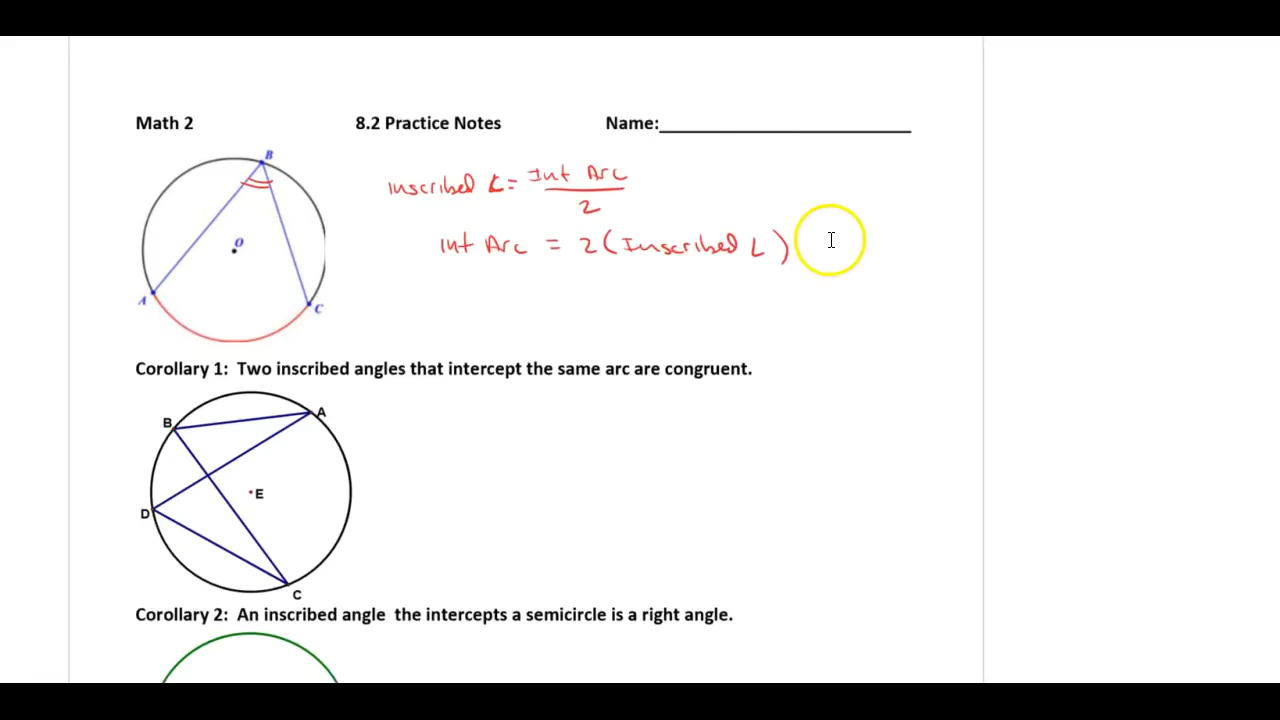 Math 2 8.2 Practice Notes Name:
B
Inscribed ∠ = Int Arc
2
O
Int Arc = 2 (Inscribed ∠)
A
C
Corollary 1: Two inscribed angles that intercept the same arc are congruent.
A
B
E
D
C
Corollary 2: An inscribed angle the intercepts a semicircle is a right angle.